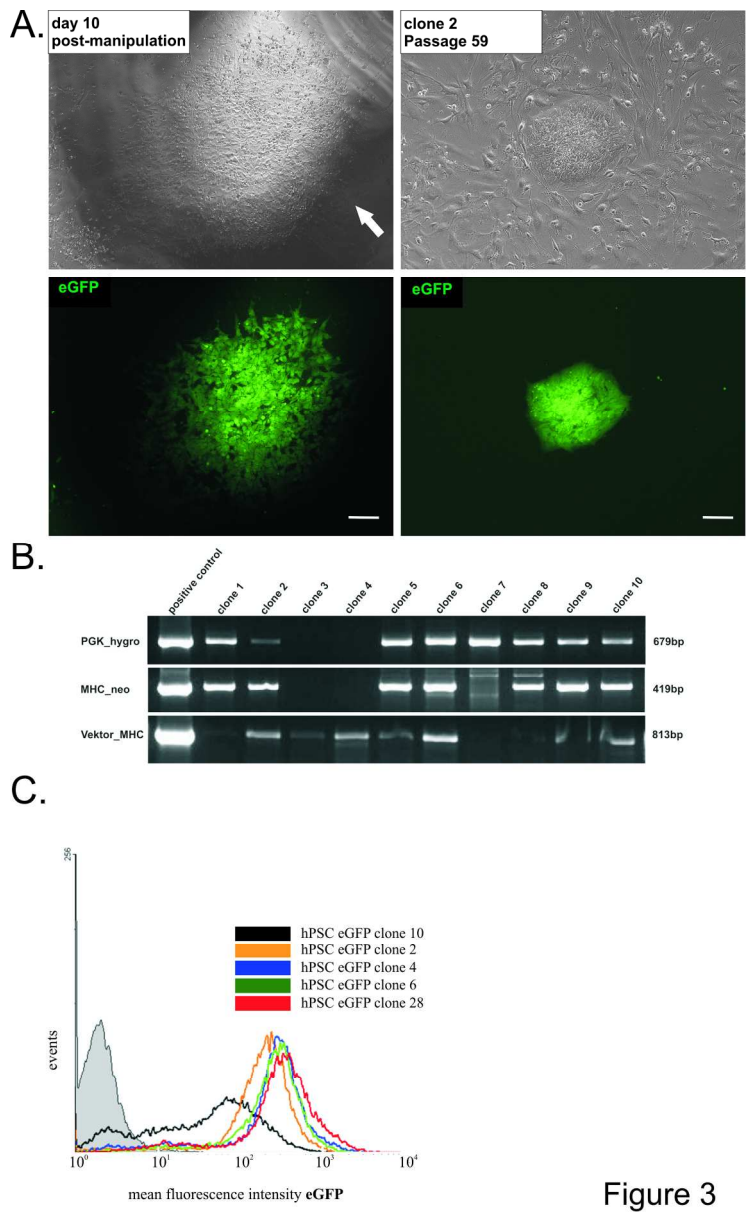 A.
day 10
post-manipulation
clone 2
Passage 59
eGFP
eGFP
B.
positive control
clone 1
clone 2
clone 3
clone 4
clone 5
clone 6
clone 7
clone 8
clone 9
clone 10
PGK_hygro
679bp
MHC_neo
419bp
Vektor_MHC
813bp
C.
256
events
hPSC eGFP clone 10
hPSC eGFP clone 2
hPSC eGFP clone 4
hPSC eGFP clone 6
hPSC eGFP clone 28
10⁰
10¹
10²
10³
10⁴
mean fluorescence intensity eGFP
Figure 3